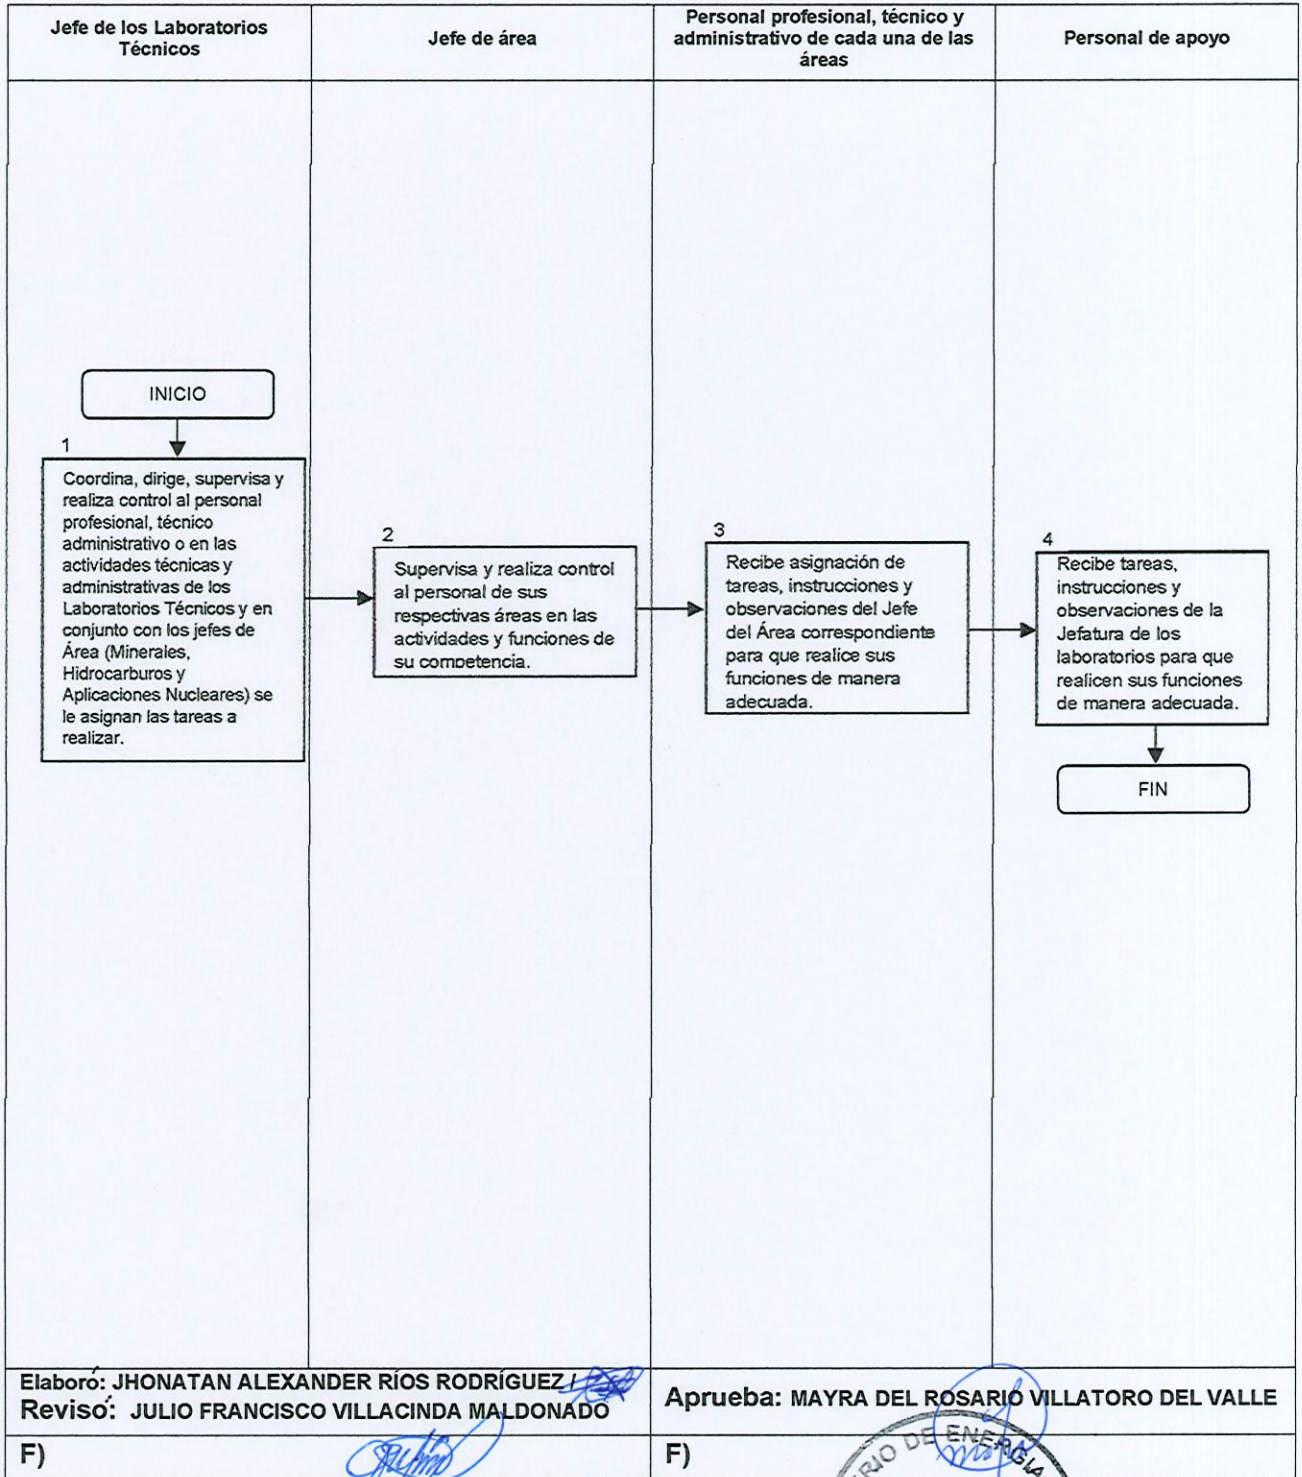 Jefe de los Laboratorios
Técnicos
Jefe de área
Personal profesional, técnico y
administrativo de cada una de las
áreas
Personal de apoyo
INICIO
1
Coordina, dirige, supervisa y
realiza control al personal
profesional, técnico
administrativo o en las
actividades técnicas y
administrativas de los
Laboratorios Técnicos y en
conjunto con los jefes de
Área (Minerales,
Hidrocarburos y
Aplicaciones Nucleares) se
le asignan las tareas a
realizar.
2
Supervisa y realiza control
al personal de sus
respectivas áreas en las
actividades y funciones de
su competencia.
3
Recibe asignación de
tareas, instrucciones y
observaciones del Jefe
del Área correspondiente
para que realice sus
funciones de manera
adecuada.
4
Recibe tareas,
instrucciones y
observaciones de la
Jefatura de los
laboratorios para que
realicen sus funciones
de manera adecuada.
FIN
Elaboró: JHONATAN ALEXANDER RÍOS RODRÍGUEZ /
Revisó: JULIO FRANCISCO VILLACINDA MALDONADO
Aprueba: MAYRA DEL ROSARIO VILLATORO DEL VALLE
F)
F)
DE ENERGIA